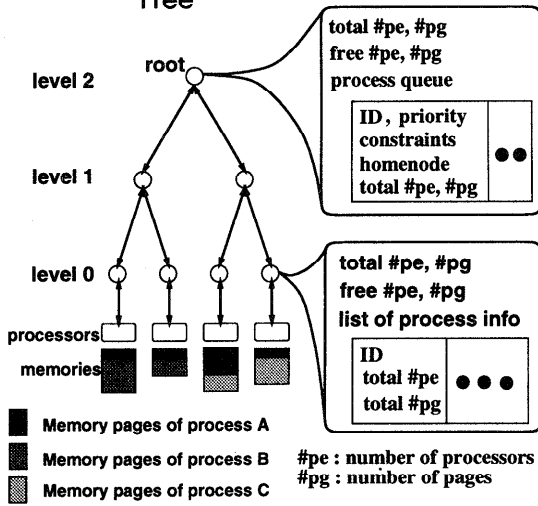 Tree
root
level 2
level 1
level 0
processors
memories
total #pe, #pg
free #pe, #pg
process queue
ID , priority
constraints
homenode
total #pe, #pg
total #pe, #pg
free #pe, #pg
list of process info
ID
total #pe
total #pg
Memory pages of process A
Memory pages of process B
Memory pages of process C
#pe : number of processors
#pg : number of pages